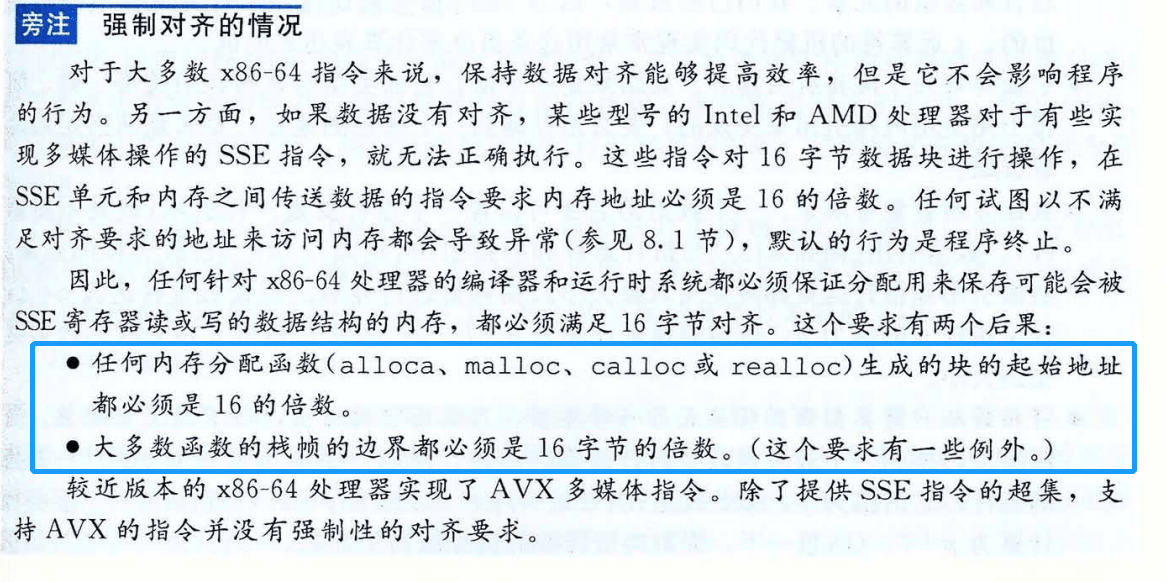 旁注 强制对齐的情况
对于大多数 x86-64 指令来说，保持数据对齐能够提高效率，但是它不会影响程序
的行为。另一方面，如果数据没有对齐，某些型号的 Intel 和 AMD 处理器对于有些实
现多媒体操作的 SSE 指令，就无法正确执行。这些指令对 16 字节数据块进行操作，在
SSE 单元和内存之间传送数据的指令要求内存地址必须是 16 的倍数。任何试图以不满
足对齐要求的地址来访问内存都会导致异常(参见 8.1 节)，默认的行为是程序终止。
因此，任何针对 x86-64 处理器的编译器和运行时系统都必须保证分配用来保存可能会被
SSE 寄存器读或写的数据结构的内存，都必须满足 16 字节对齐。这个要求有两个后果：
● 任何内存分配函数(alloca、malloc、calloc 或 realloc)生成的块的起始地址
都必须是 16 的倍数。
● 大多数函数的栈帧的边界都必须是 16 字节的倍数。(这个要求有一些例外。)
较近版本的 x86-64 处理器实现了 AVX 多媒体指令。除了提供 SSE 指令的超集，支
持 AVX 的指令并没有强制性的对齐要求。